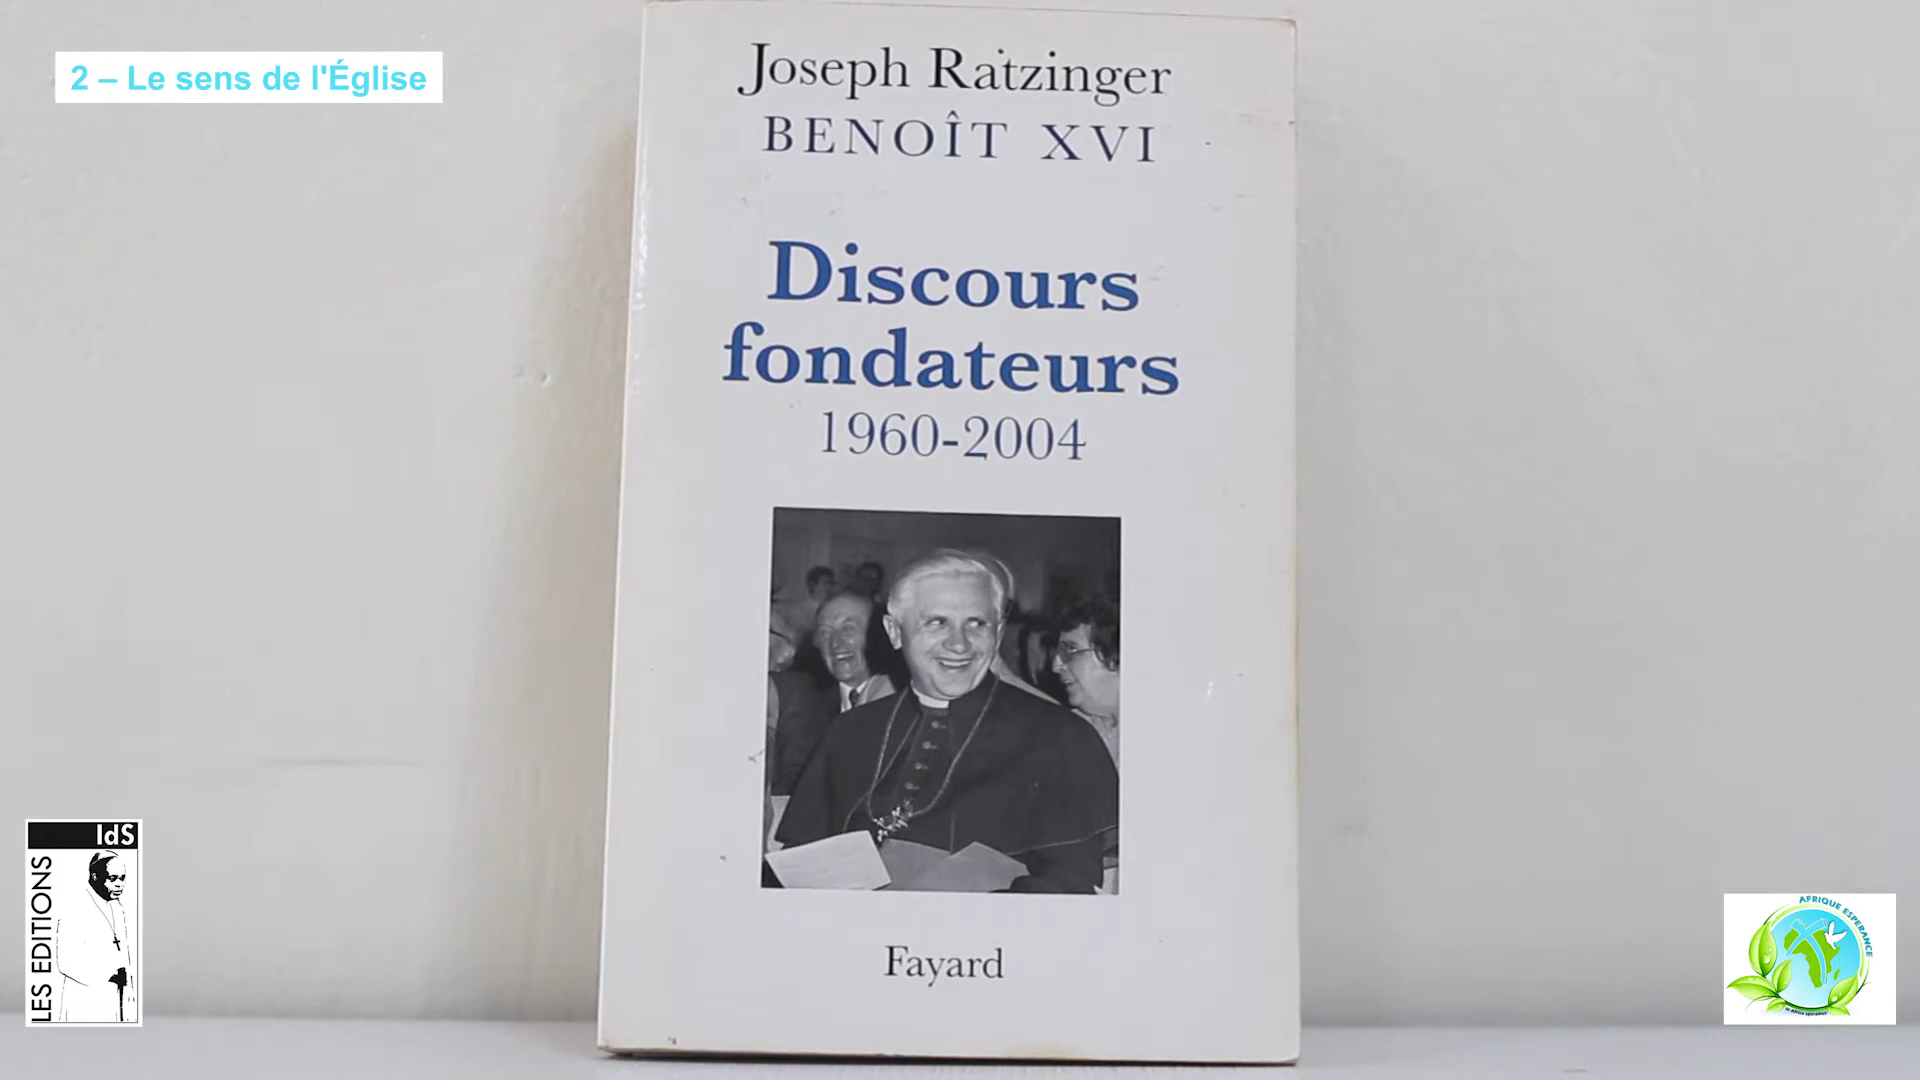 2 – Le sens de l'Église
Joseph Ratzinger
BENOÎT XVI
Discours
fondateurs
1960-2004
Fayard
IdS
LES EDITIONS
AFRIQUE ESPERANCE